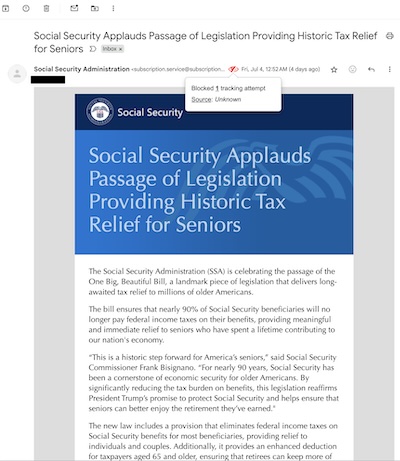 Social Security Applauds Passage of Legislation Providing Historic Tax Relief
for Seniors Inbox ×
Social Security Administration <subscription.service@subscription... Fri, Jul 4, 12:52 AM (4 days ago)
Blocked 1 tracking attempt
Source: Unknown
Social Security
Social Security Applauds
Passage of Legislation
Providing Historic Tax
Relief for Seniors
The Social Security Administration (SSA) is celebrating the passage of the
One Big, Beautiful Bill, a landmark piece of legislation that delivers long-
awaited tax relief to millions of older Americans.
The bill ensures that nearly 90% of Social Security beneficiaries will no
longer pay federal income taxes on their benefits, providing meaningful
and immediate relief to seniors who have spent a lifetime contributing to
our nation's economy.
“This is a historic step forward for America’s seniors,” said Social Security
Commissioner Frank Bisignano. “For nearly 90 years, Social Security has
been a cornerstone of economic security for older Americans. By
significantly reducing the tax burden on benefits, this legislation reaffirms
President Trump’s promise to protect Social Security and helps ensure that
seniors can better enjoy the retirement they’ve earned.”
The new law includes a provision that eliminates federal income taxes on
Social Security benefits for most beneficiaries, providing relief to
individuals and couples. Additionally, it provides an enhanced deduction
for taxpayers aged 65 and older, ensuring that retirees can keep more of